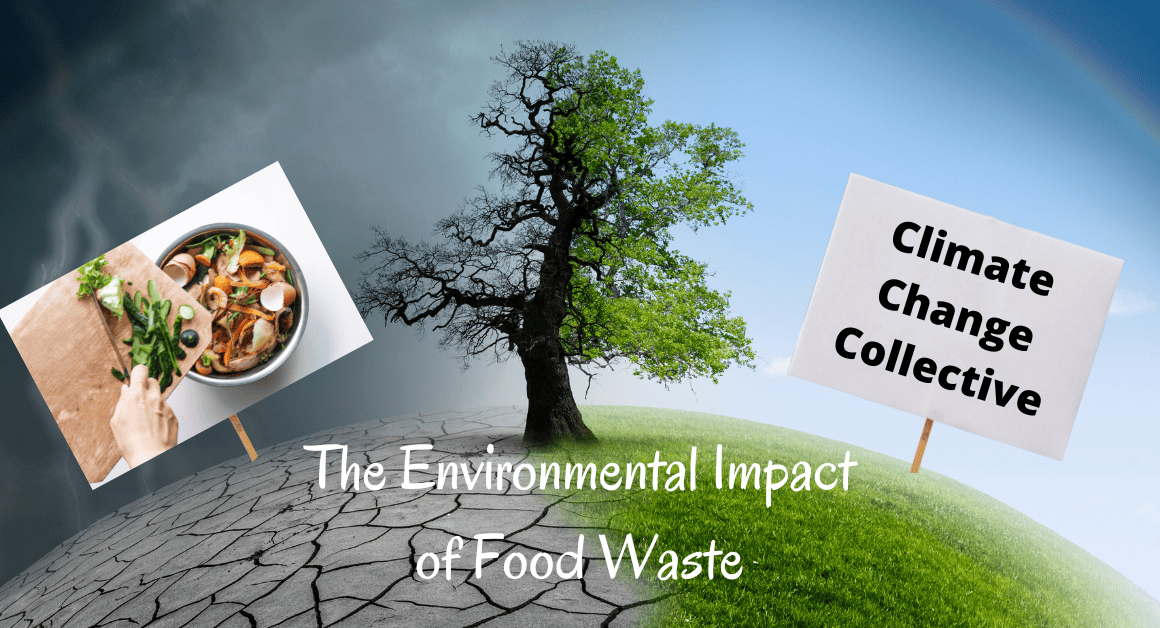 Climate
Change
Collective
The Environmental Impact
of Food Waste